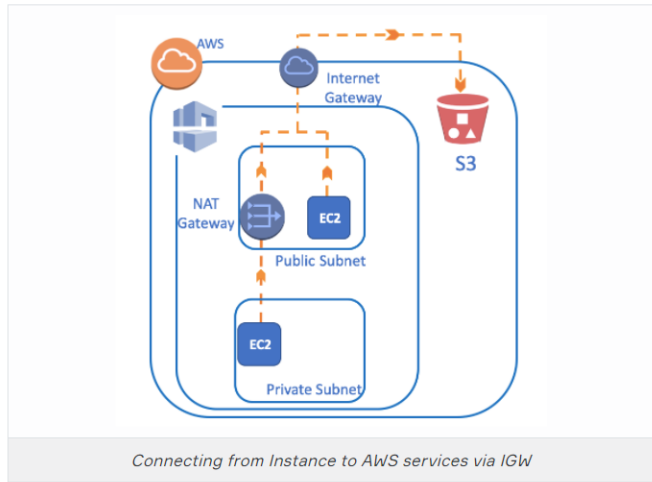 AWS
Internet
Gateway
S3
NAT
Gateway
EC2
Public Subnet
EC2
Private Subnet
Connecting from Instance to AWS services via IGW